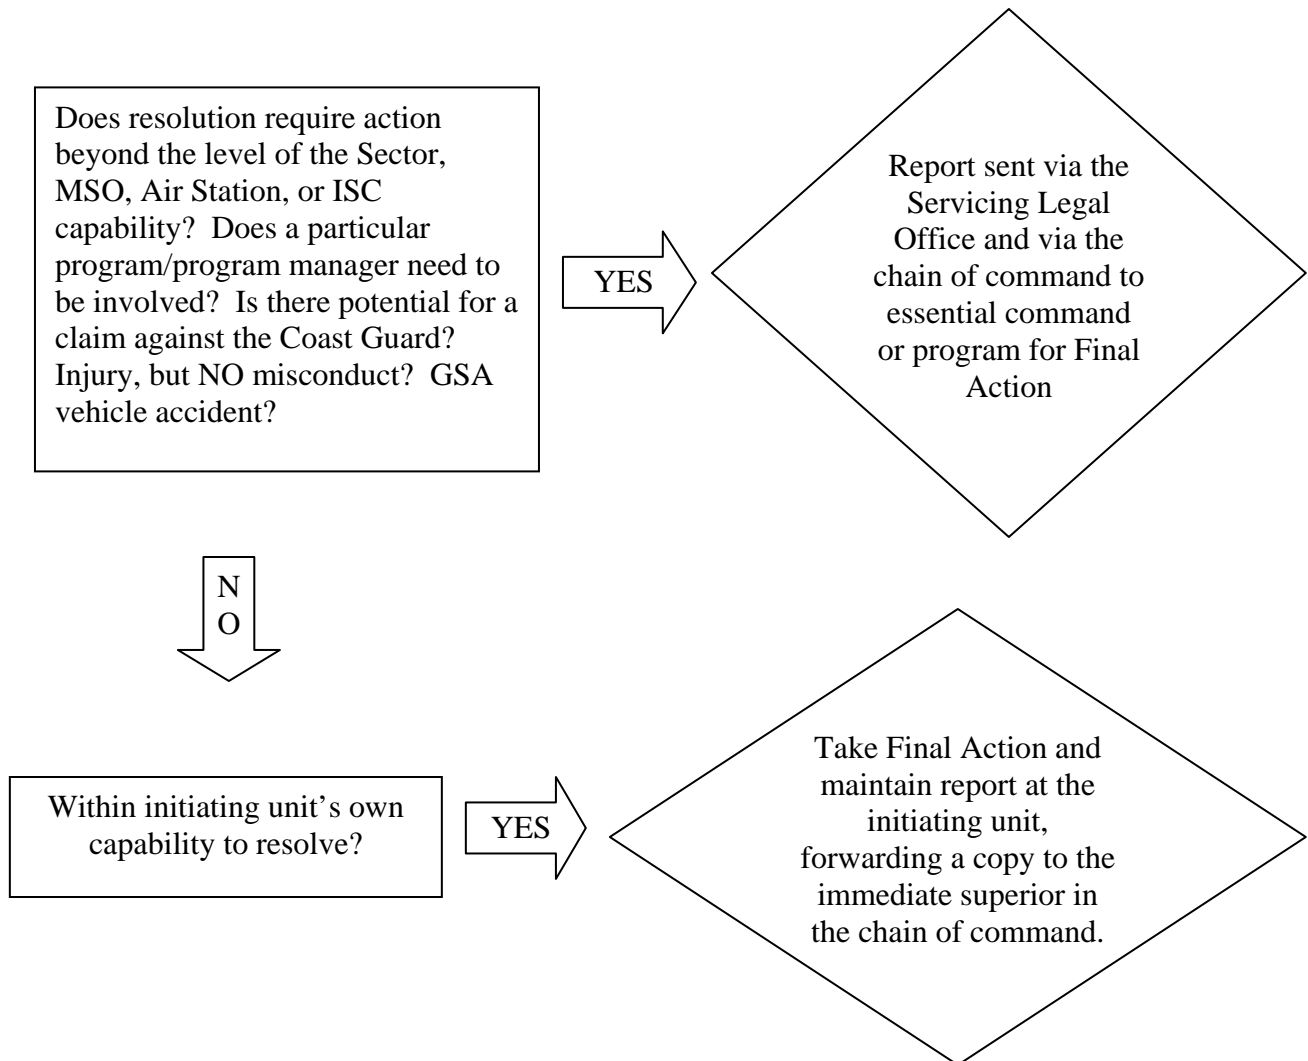 Does resolution require action
beyond the level of the Sector,
MSO, Air Station, or ISC
capability?  Does a particular
program/program manager need to
be involved?  Is there potential for a
claim against the Coast Guard?
Injury, but NO misconduct?  GSA
vehicle accident?
YES
Report sent via the
Servicing Legal
Office and via the
chain of command to
essential command
or program for Final
Action
N
O
Within initiating unit’s own
capability to resolve?
YES
Take Final Action and
maintain report at the
initiating unit,
forwarding a copy to the
immediate superior in
the chain of command.